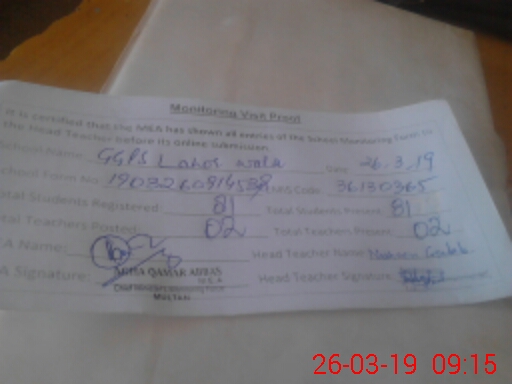 Monitoring Visit Proof
It is certified that the MEA has shown all entries of the School Monitoring Form to
the Head Teacher before its online submission.
School Name: GGPS Lahor wala Date 26.3.19
School Form No: EMIS Code: 36130365
Total Students Registered: 81 Total Students Present: 81
Total Teachers Posted: 02 Total Teachers Present: 02
MEA Name: Head Teacher Name
MEA Signature: AGHA QAMAR ABBAS Head Teacher Signature
M.E.A
MULTAN
26-03-19 09:15